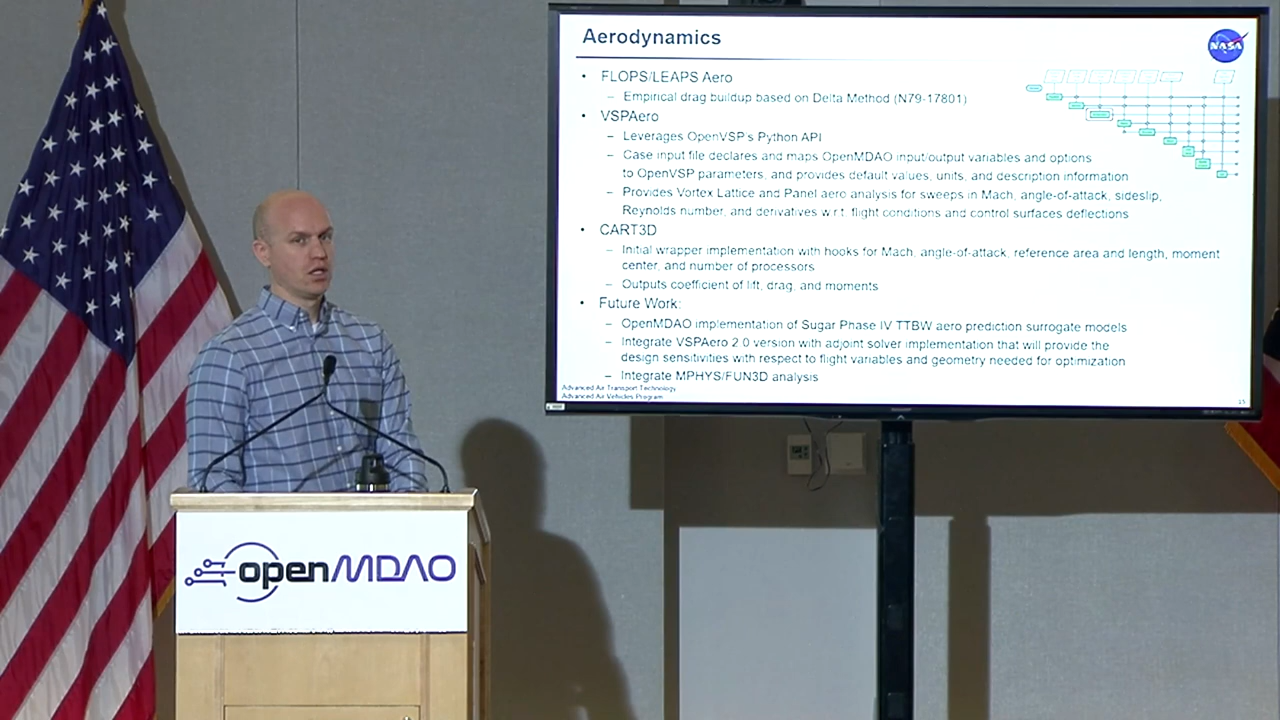 Aerodynamics
NASA
• FLOPS/LEAPS Aero
– Empirical drag buildup based on Delta Method (N79-17801)
• VSPAero
– Leverages OpenVSP's Python API
– Case input file declares and maps OpenMDAO input/output variables and options
to OpenVSP parameters, and provides default values, units, and description information
– Provides Vortex Lattice and Panel aero analysis for sweeps in Mach, angle-of-attack, sideslip,
Reynolds number, and derivatives w.r.t. flight conditions and control surfaces deflections
• CART3D
– Initial wrapper implementation with hooks for Mach, angle-of-attack, reference area and length, moment
center, and number of processors
– Outputs coefficient of lift, drag, and moments
• Future Work:
– OpenMDAO implementation of Sugar Phase IV TTBW aero prediction surrogate models
– Integrate VSPAero 2.0 version with adjoint solver implementation that will provide the
design sensitivities with respect to flight variables and geometry needed for optimization
– Integrate MPHYS/FUN3D analysis
Advanced Air Transport Technology
Advanced Air Vehicles Program
15
openMDAO